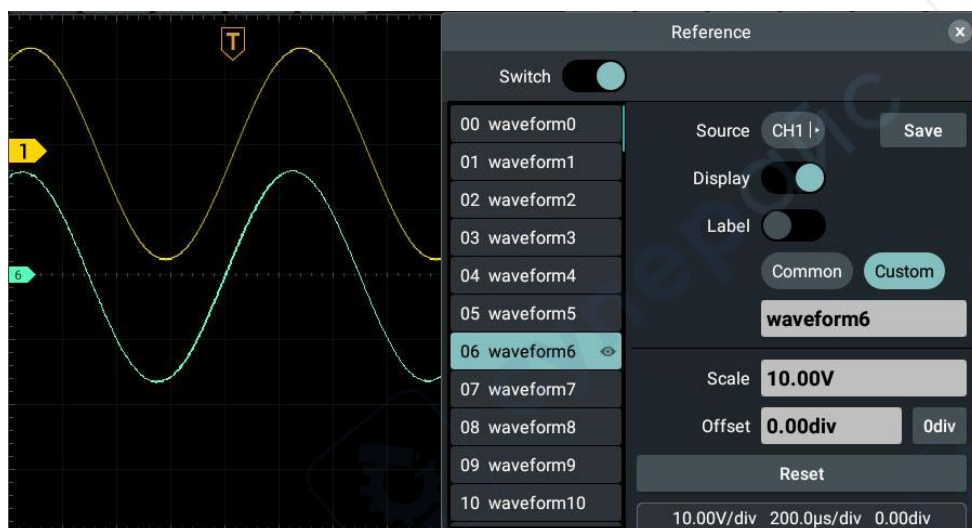 T
1
6
Reference
x
Switch
00 waveform0
01 waveform1
02 waveform2
03 waveform3
04 waveform4
05 waveform5
06 waveform6
07 waveform7
08 waveform8
09 waveform9
10 waveform10
Source CH1 Save
Display
Label
Common Custom
waveform6
Scale 10.00V
Offset 0.00div 0div
Reset
10.00V/div 200.0µs/div 0.00div